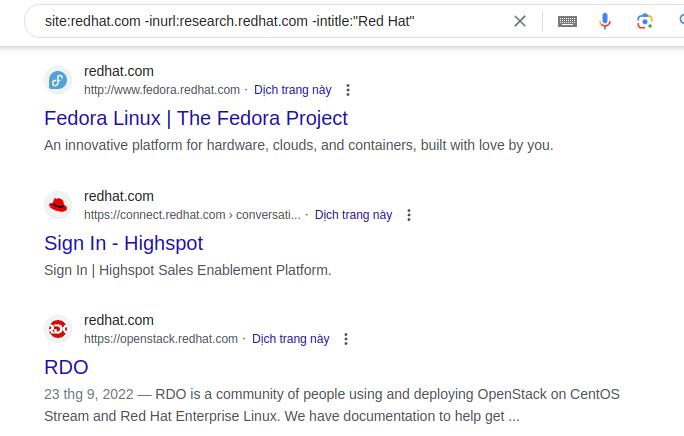 site:redhat.com -inurl:research.redhat.com -intitle:"Red Hat"
redhat.com
http://www.fedora.redhat.com · Dịch trang này
Fedora Linux | The Fedora Project
An innovative platform for hardware, clouds, and containers, built with love by you.
redhat.com
https://connect.redhat.com › conversati... · Dịch trang này
Sign In - Highspot
Sign In | Highspot Sales Enablement Platform.
redhat.com
https://openstack.redhat.com · Dịch trang này
RDO
23 thg 9, 2022 — RDO is a community of people using and deploying OpenStack on CentOS
Stream and Red Hat Enterprise Linux. We have documentation to help get ...